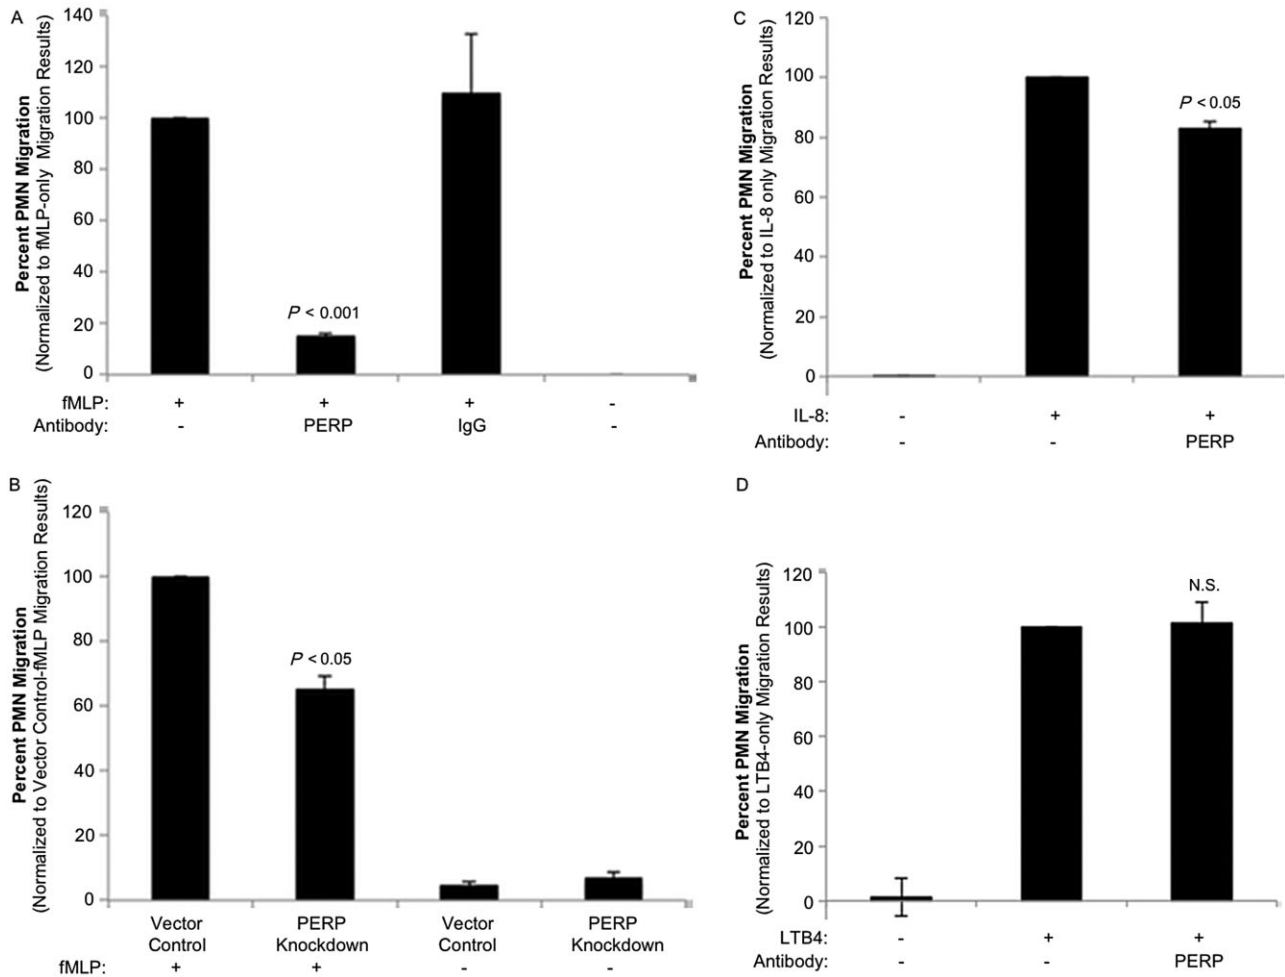 A
Percent PMN Migration
(Normalized to fMLP-only Migration Results)
140
120
100
80
60
40
20
0
P < 0.001
fMLP: + + + -
Antibody: - PERP IgG -
B
Percent PMN Migration
(Normalized to Vector Control-fMLP Migration Results)
120
100
80
60
40
20
0
P < 0.05
Vector PERP Vector PERP
Control Knockdown Control Knockdown
fMLP: + + - -
C
Percent PMN Migration
(Normalized to IL-8 only Migration Results)
120
100
80
60
40
20
0
P < 0.05
IL-8: - + +
Antibody: - - PERP
D
Percent PMN Migration
(Normalized to LTB4-only Migration Results)
120
100
80
60
40
20
0
N.S.
LTB4: - + +
Antibody: - - PERP